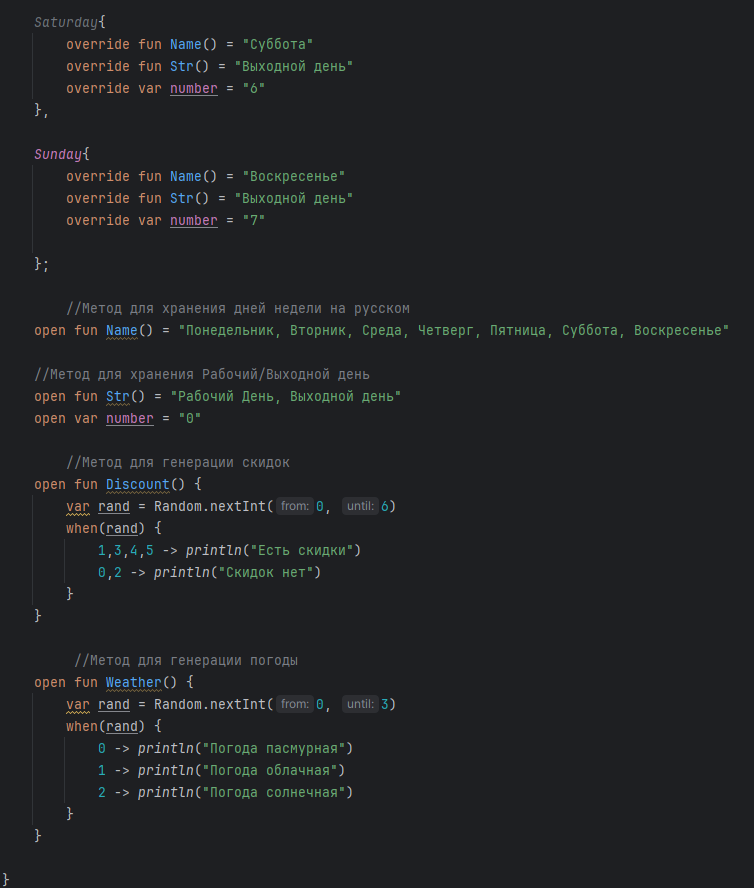 Saturday{
override fun Name() = "Суббота"
override fun Str() = "Выходной день"
override var number = "6"
},
Sunday{
override fun Name() = "Воскресенье"
override fun Str() = "Выходной день"
override var number = "7"
};
//Метод для хранения дней недели на русском
open fun Name() = "Понедельник, Вторник, Среда, Четверг, Пятница, Суббота, Воскресенье"
//Метод для хранения Рабочий/Выходной день
open fun Str() = "Рабочий День, Выходной день"
open var number = "0"
//Метод для генерации скидок
open fun Discount() {
var rand = Random.nextInt( from: 0, until: 6)
when(rand) {
1,3,4,5 -> println("Есть скидки")
0,2 -> println("Скидок нет")
}
}
//Метод для генерации погоды
open fun Weather() {
var rand = Random.nextInt( from: 0, until: 3)
when(rand) {
0 -> println("Погода пасмурная")
1 -> println("Погода облачная")
2 -> println("Погода солнечная")
}
}
}